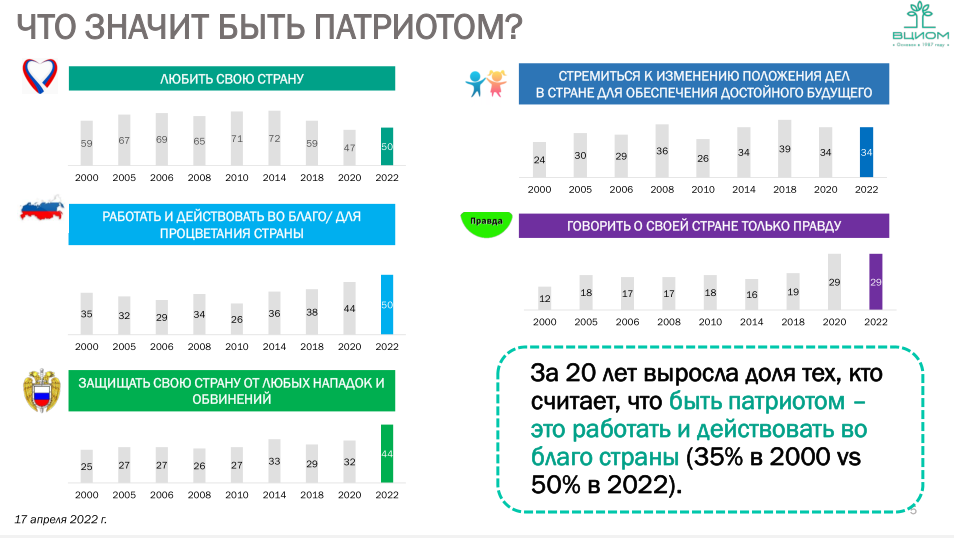 ЧТО ЗНАЧИТ БЫТЬ ПАТРИОТОМ?
ВЦИОМ
• Основан в 1987 году •
ЛЮБИТЬ СВОЮ СТРАНУ
59 67 69 65 71 72 59 47 50
2000 2005 2006 2008 2010 2014 2018 2020 2022
РАБОТАТЬ И ДЕЙСТВОВАТЬ ВО БЛАГО/ ДЛЯ
ПРОЦВЕТАНИЯ СТРАНЫ
35 32 29 34 26 36 38 44 50
2000 2005 2006 2008 2010 2014 2018 2020 2022
ЗАЩИЩАТЬ СВОЮ СТРАНУ ОТ ЛЮБЫХ НАПАДОК И
ОБВИНЕНИЙ
25 27 27 26 27 33 29 32 44
2000 2005 2006 2008 2010 2014 2018 2020 2022
17 апреля 2022 г.
СТРЕМИТЬСЯ К ИЗМЕНЕНИЮ ПОЛОЖЕНИЯ ДЕЛ
В СТРАНЕ ДЛЯ ОБЕСПЕЧЕНИЯ ДОСТОЙНОГО БУДУЩЕГО
24 30 29 36 26 34 39 34 34
2000 2005 2006 2008 2010 2014 2018 2020 2022
Правда
ГОВОРИТЬ О СВОЕЙ СТРАНЕ ТОЛЬКО ПРАВДУ
12 18 17 17 18 16 19 29 29
2000 2005 2006 2008 2010 2014 2018 2020 2022
За 20 лет выросла доля тех, кто
считает, что быть патриотом –
это работать и действовать во
благо страны (35% в 2000 vs
50% в 2022).
5